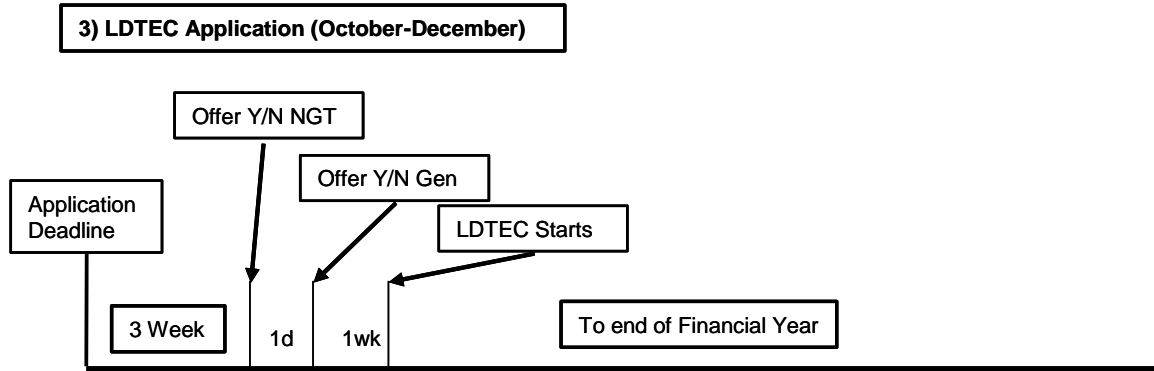 3) LDTEC Application (October-December)
Offer Y/N NGT
Offer Y/N Gen
Application
Deadline
LDTEC Starts
3 Week
1d
1wk
To end of Financial Year